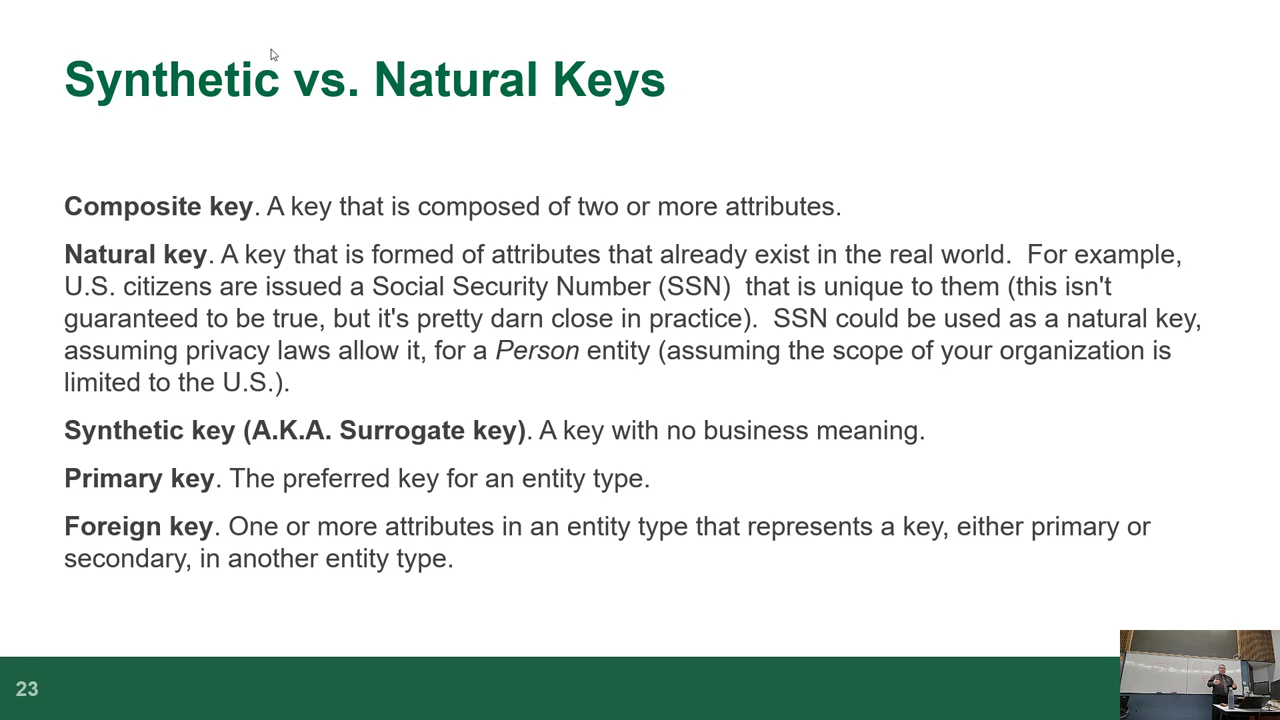 Synthetic vs. Natural Keys
Composite key. A key that is composed of two or more attributes.
Natural key. A key that is formed of attributes that already exist in the real world.  For example,
U.S. citizens are issued a Social Security Number (SSN)  that is unique to them (this isn't
guaranteed to be true, but it's pretty darn close in practice).  SSN could be used as a natural key,
assuming privacy laws allow it, for a Person entity (assuming the scope of your organization is
limited to the U.S.).
Synthetic key (A.K.A. Surrogate key). A key with no business meaning.
Primary key. The preferred key for an entity type.
Foreign key. One or more attributes in an entity type that represents a key, either primary or
secondary, in another entity type.
23